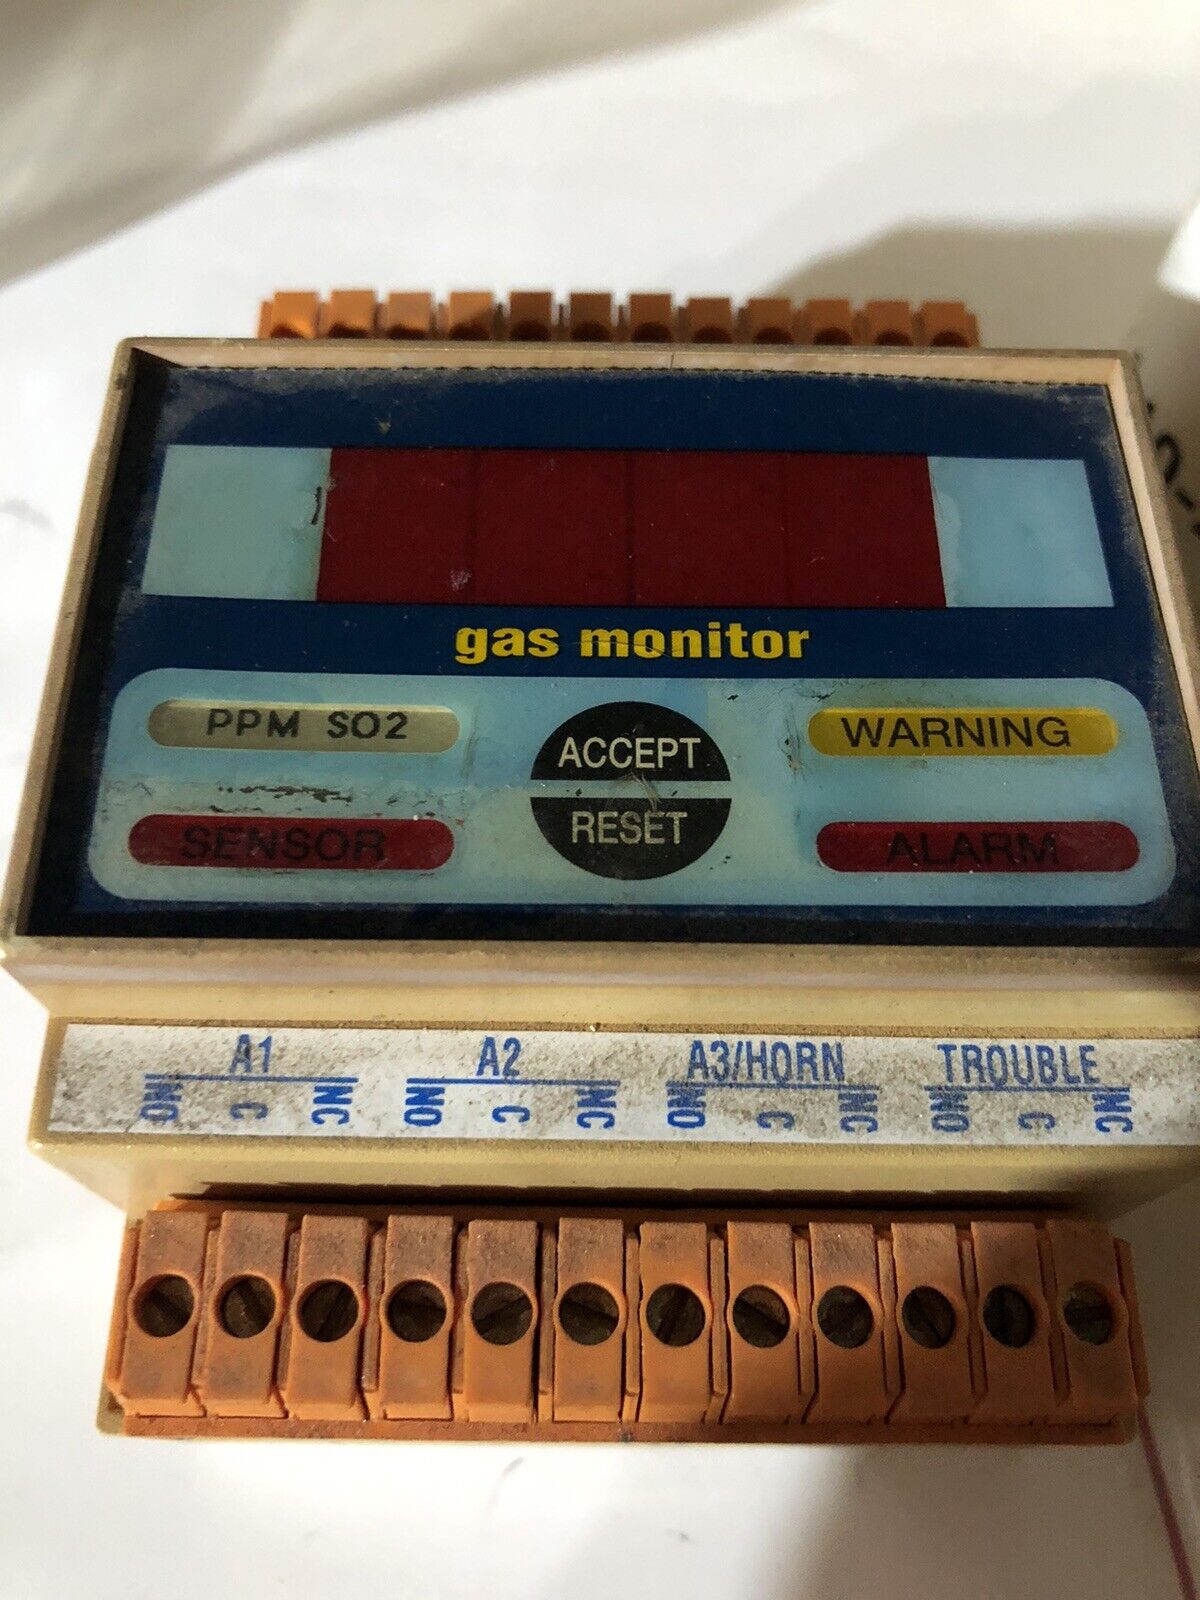 gas monitor
PPM SO2
ACCEPT
WARNING
SENSOR
RESET
ALARM
A1 A2 A3/HORN TROUBLE
NO C NC NO C NC NO C NC NO C NC